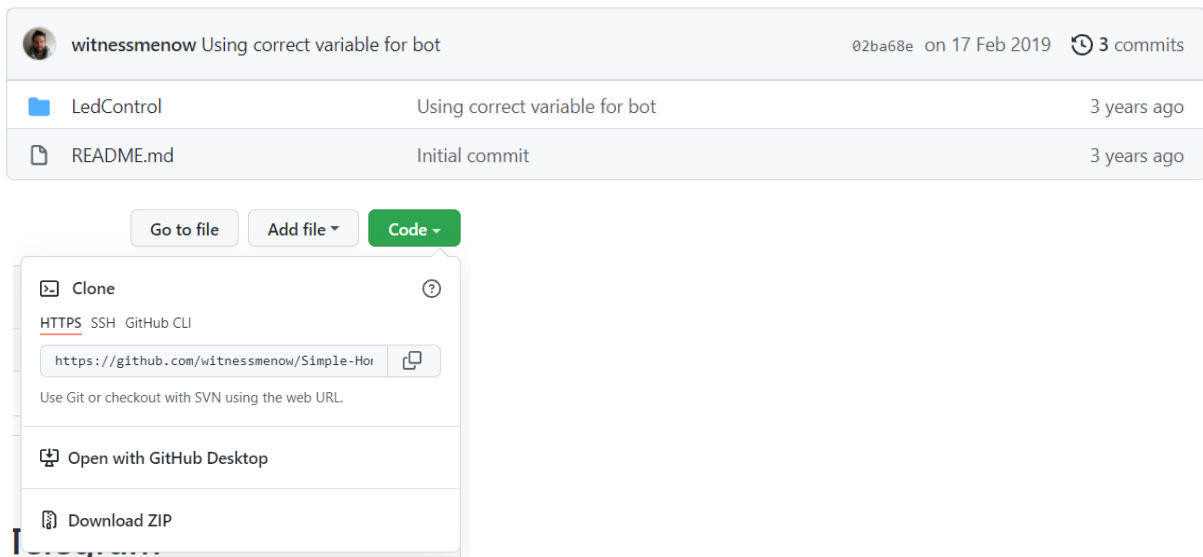 witnessmenow Using correct variable for bot 02ba68e on 17 Feb 2019 3 commits
LedControl Using correct variable for bot 3 years ago
README.md Initial commit 3 years ago
Go to file Add file Code
Clone
HTTPS SSH GitHub CLI
https://github.com/witnessmenow/Simple-Ho
Use Git or checkout with SVN using the web URL.
Open with GitHub Desktop
Download ZIP